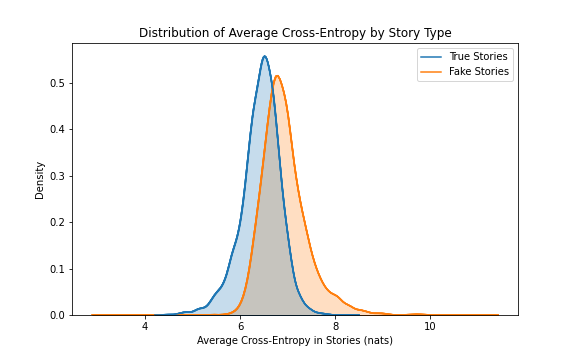 Distribution of Average Cross-Entropy by Story Type
True Stories
Fake Stories
Density
0.5
0.4
0.3
0.2
0.1
0.0
4 6 8 10
Average Cross-Entropy in Stories (nats)